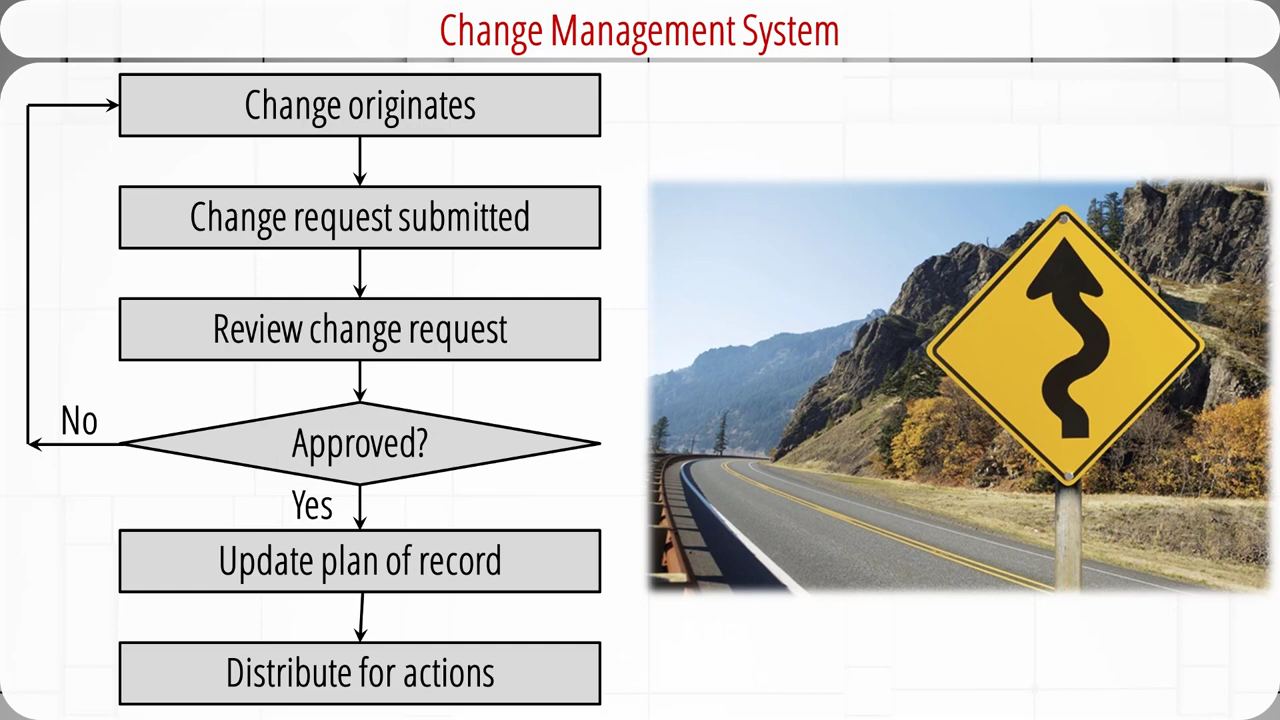 Change Management System
Change originates
Change request submitted
Review change request
No
Approved?
Yes
Update plan of record
Distribute for actions